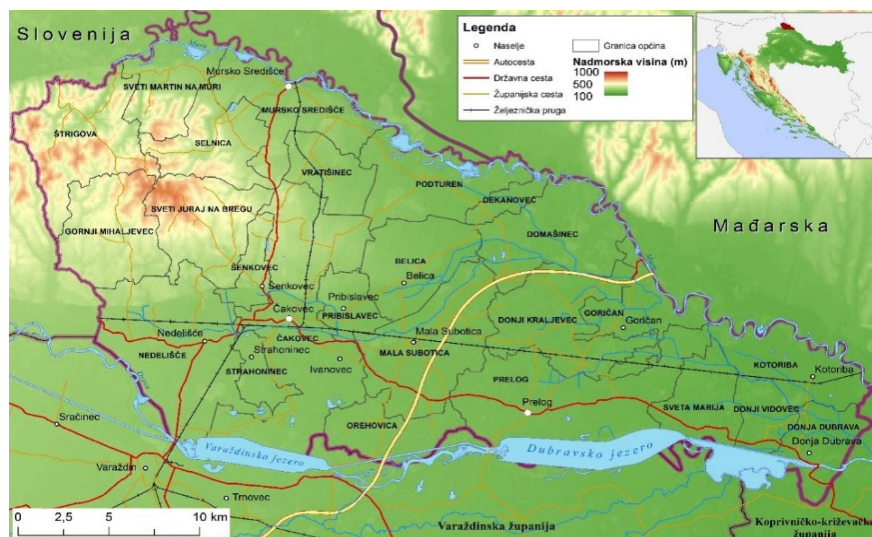 Slovenija
Mura
Mursko Središće
SVETI MARTIN NA MURI
MURSKO SREDIŠĆE
ŠTRIGOVA
SELNICA
VRATIŠINEC
PODTUREN
DEKANOVEC
SVETI JURAJ NA BREGU
GORNJI MIHALJEVEC
DOMAŠINEC
Mađarska
ŠENKOVEC
BELICA
Belica
Šenkovec
Pribislavec
PRIBISLAVEC
Čakovec
ČAKOVEC
DONJI KRALJEVEC
GORIČAN
Goričan
Mura
Nedelišće
NEDELIŠĆE
Mala Subotica
MALA SUBOTICA
Strahoninec
STRAHONINEC
Ivanovec
KOTORIBA
Kotoriba
Drava
PRELOG
Prelog
SVETA MARIJA
DONJI VIDOVEC
OREHOVICA
DONJA DUBRAVA
Donja Dubrava
Sračinec
Varaždinsko jezero
Dubravsko jezero
Varaždin
Trnovec
Varaždinska županija
Koprivničko-križevačka
županija
Legenda
Naselje
Autocesta
Državna cesta
Županijska cesta
Željeznička pruga
Granica općina
Nadmorska visina (m)
1000
500
100
0 2,5 5 10 km